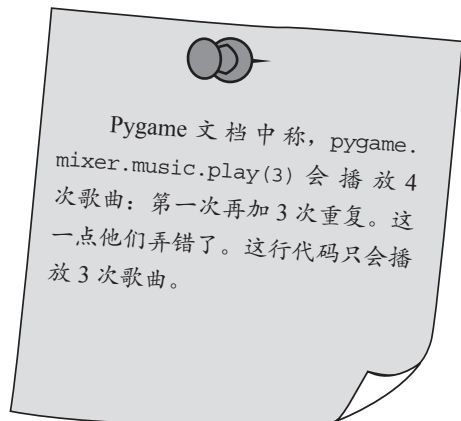 Pygame 文档中称，pygame.
mixer.music.play(3) 会播放 4
次歌曲：第一次再加 3 次重复。这
一点他们弄错了。这行代码只会播
放 3 次歌曲。